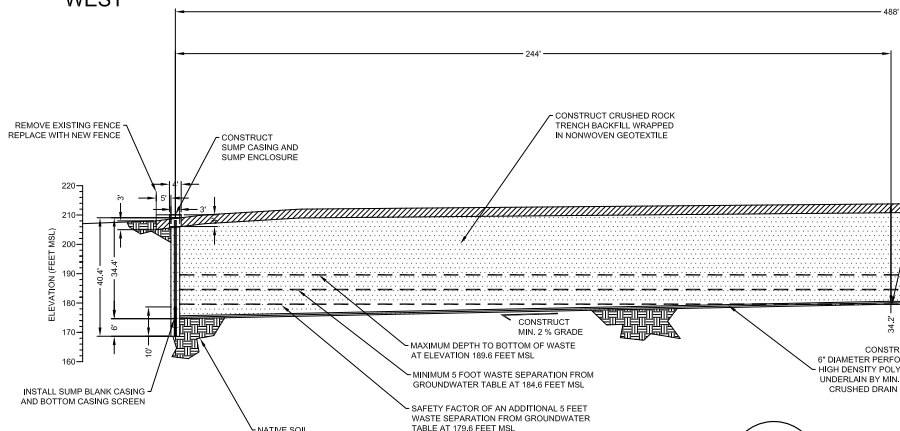 WEST
488'
244'
REMOVE EXISTING FENCE
REPLACE WITH NEW FENCE
CONSTRUCT
SUMP CASING AND
SUMP ENCLOSURE
CONSTRUCT CRUSHED ROCK
TRENCH BACKFILL WRAPPED
IN NONWOVEN GEOTEXTILE
4'
3'
5'
3'
220
210
200
190
180
170
160
ELEVATION (FEET MSL)
40.4'
34.4'
6'
10'
CONSTRUCT
MIN. 2 % GRADE
34.2'
MAXIMUM DEPTH TO BOTTOM OF WASTE
AT ELEVATION 189.6 FEET MSL
MINIMUM 5 FOOT WASTE SEPARATION FROM
GROUNDWATER TABLE AT 184.6 FEET MSL
SAFETY FACTOR OF AN ADDITIONAL 5 FEET
WASTE SEPARATION FROM GROUNDWATER
TABLE AT 179.6 FEET MSL
INSTALL SUMP BLANK CASING
AND BOTTOM CASING SCREEN
NATIVE SOIL
CONSTR
6" DIAMETER PERFO
HIGH DENSITY POLY
UNDERLAIN BY MIN.
CRUSHED DRAIN